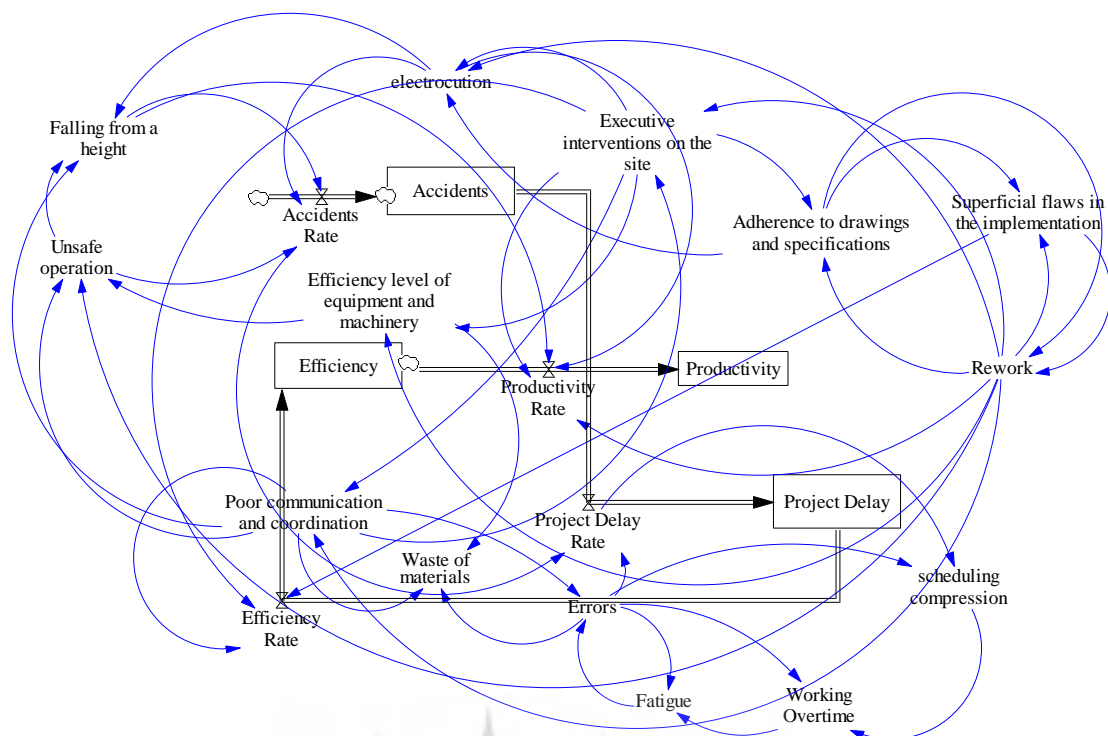 electrocution
Falling from a
height
Executive
interventions on the
site
Accidents
Accidents
Rate
Superficial flaws in
the implementation
Adherence to drawings
and specifications
Unsafe
operation
Efficiency level of
equipment and
machinery
Efficiency
Productivity
Rate
Productivity
Rework
Poor communication
and coordination
Project Delay
Rate
Project Delay
Waste of
materials
scheduling
compression
Efficiency
Rate
Errors
Fatigue
Working
Overtime